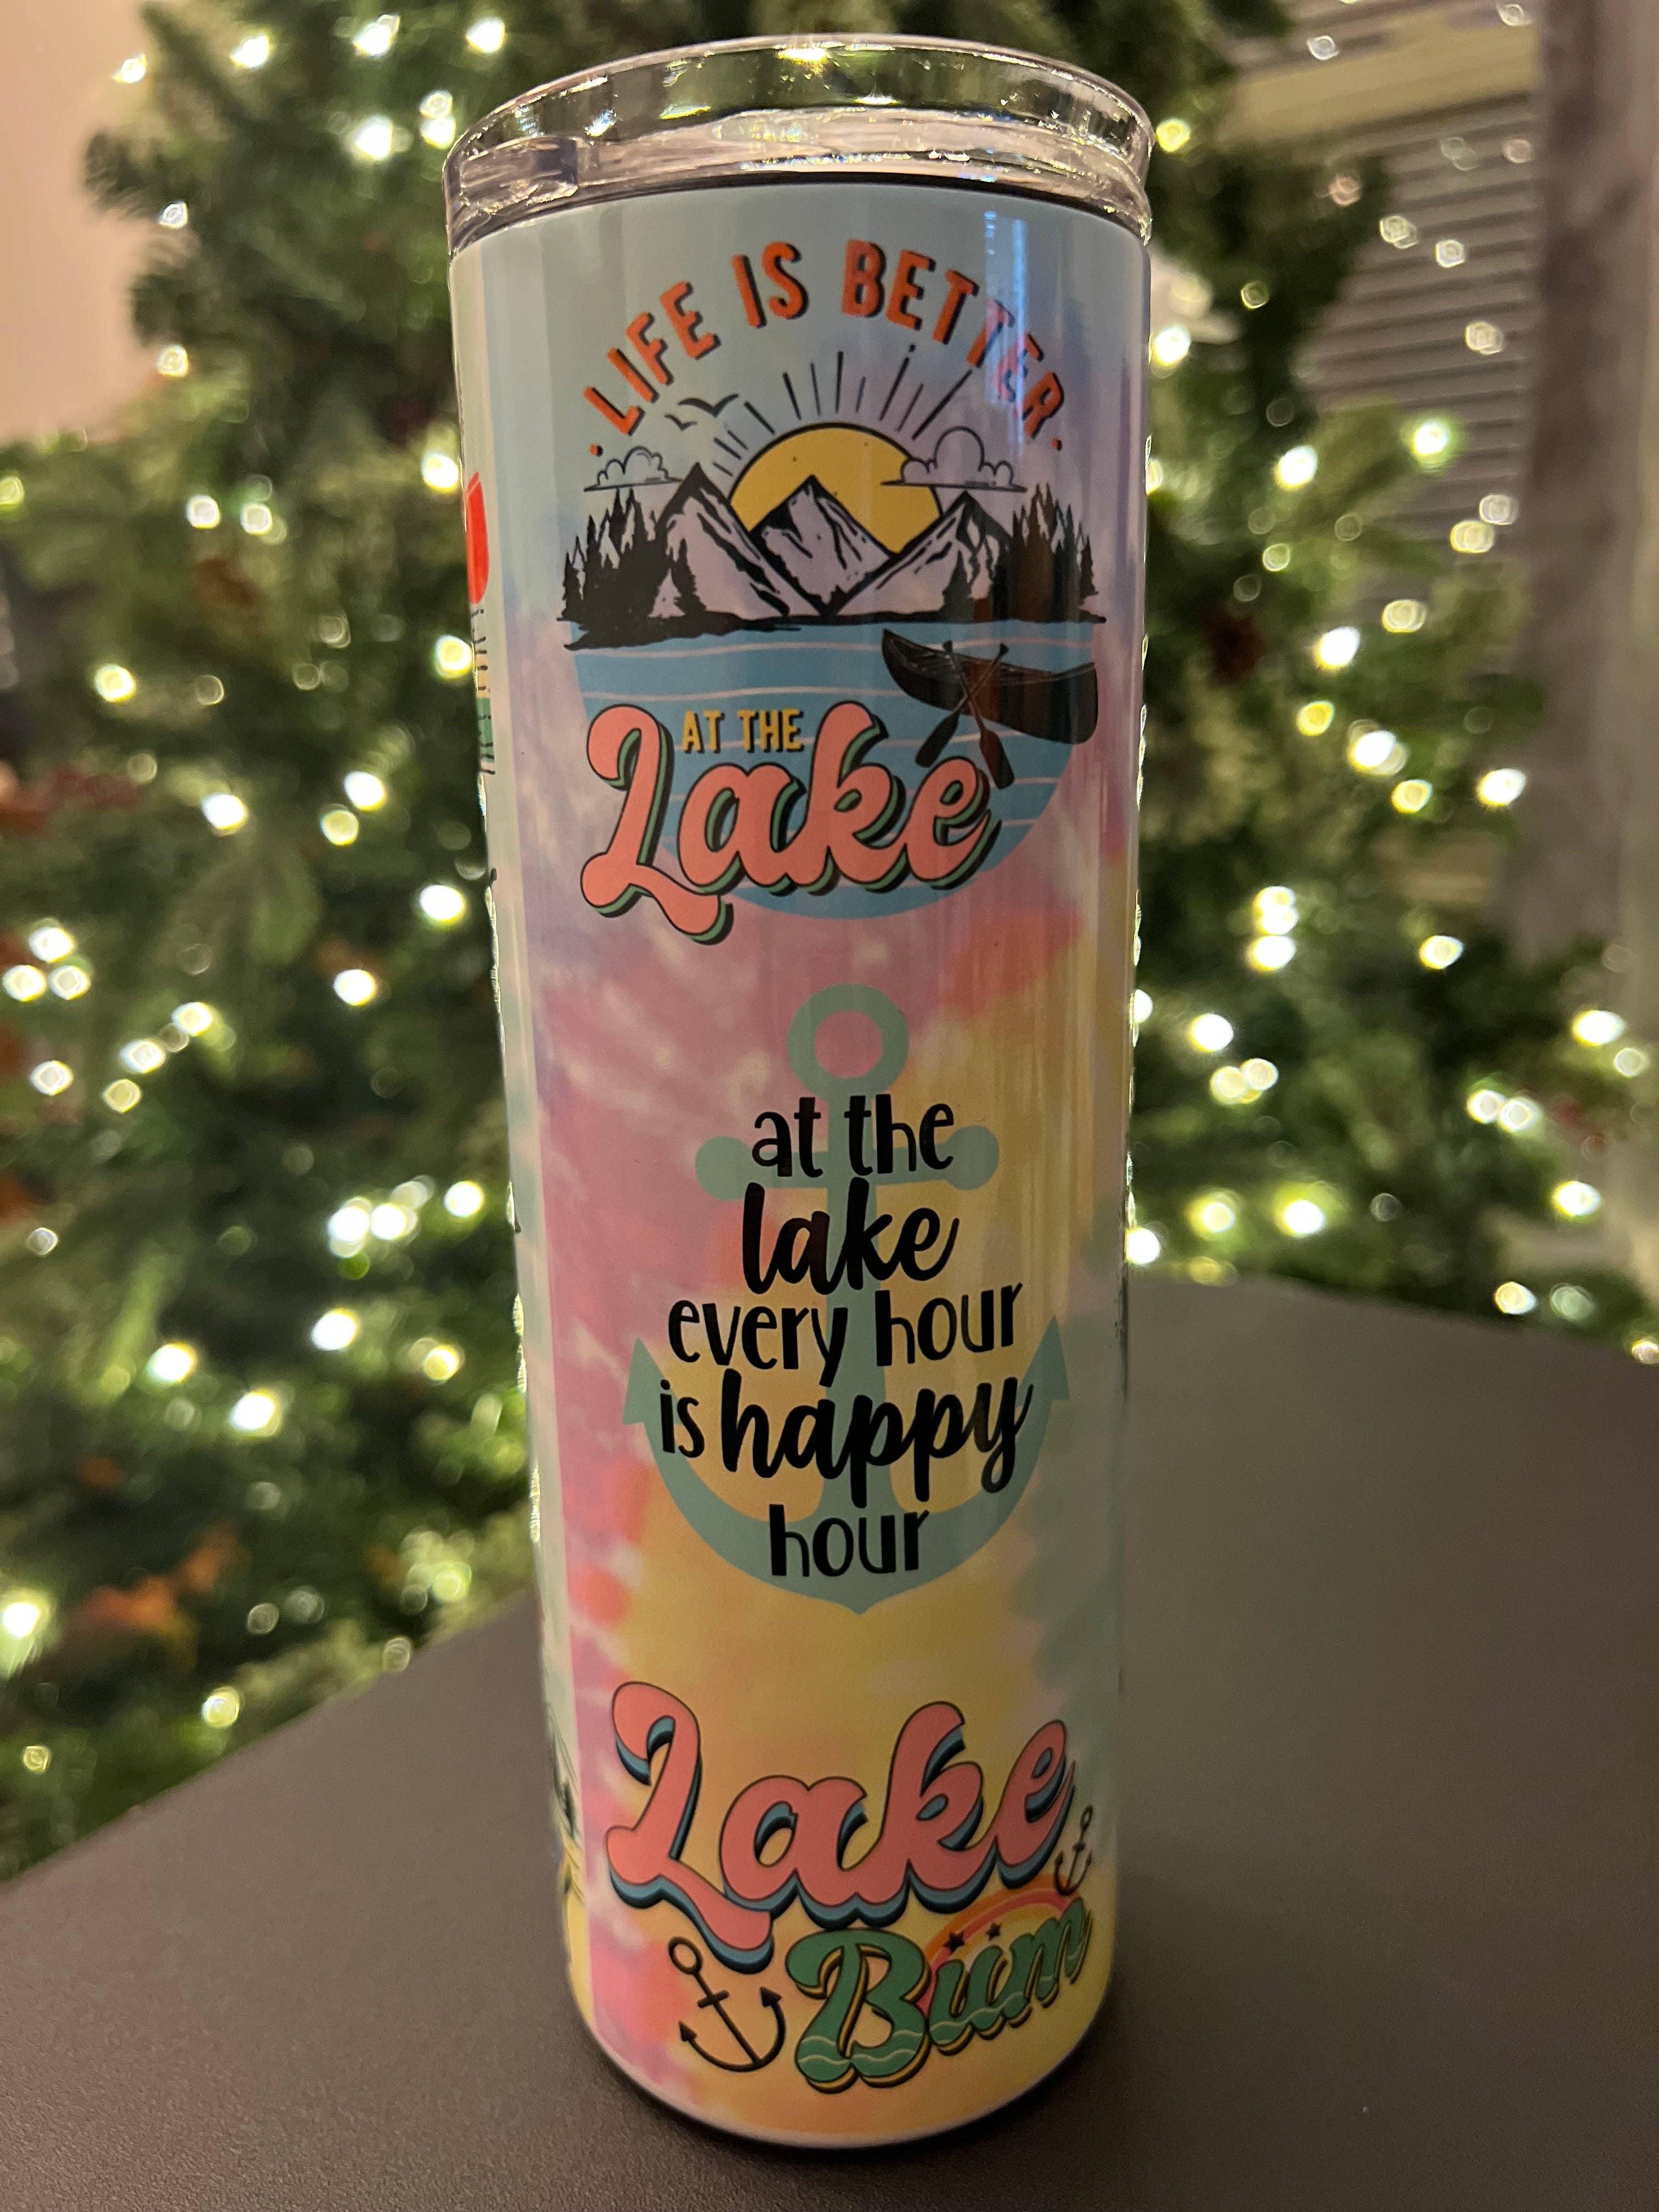 LIFE IS BETTER
AT THE
Lake
at the
lake
every hour
is happy
hour
Lake
Bum